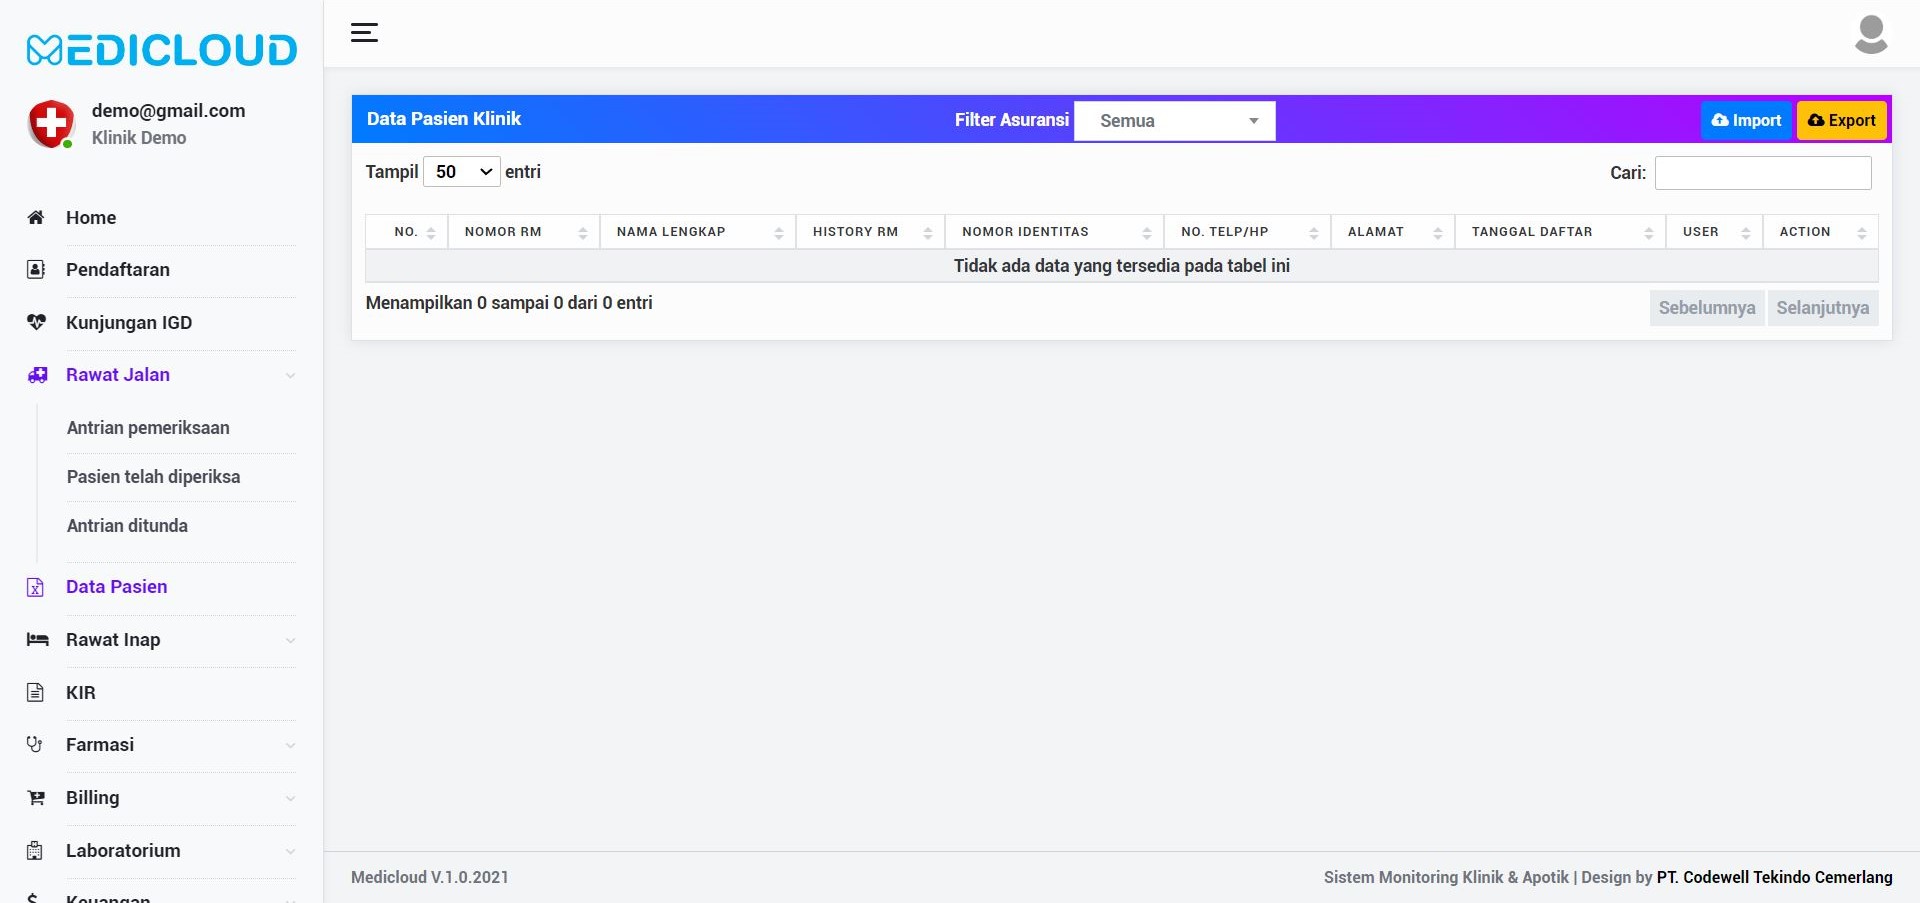 MEDICLOUD
demo@gmail.com
Klinik Demo
Home
Pendaftaran
Kunjungan IGD
Rawat Jalan
Antrian pemeriksaan
Pasien telah diperiksa
Antrian ditunda
Data Pasien
Rawat Inap
KIR
Farmasi
Billing
Laboratorium
Keuangan
Data Pasien Klinik
Filter Asuransi Semua
Import Export
Tampil 50 entri
Cari:
NO. NOMOR RM NAMA LENGKAP HISTORY RM NOMOR IDENTITAS NO. TELP/HP ALAMAT TANGGAL DAFTAR USER ACTION
Tidak ada data yang tersedia pada tabel ini
Menampilkan 0 sampai 0 dari 0 entri
Sebelumnya Selanjutnya
Medicloud V.1.0.2021
Sistem Monitoring Klinik & Apotik | Design by PT. Codewell Tekindo Cemerlang